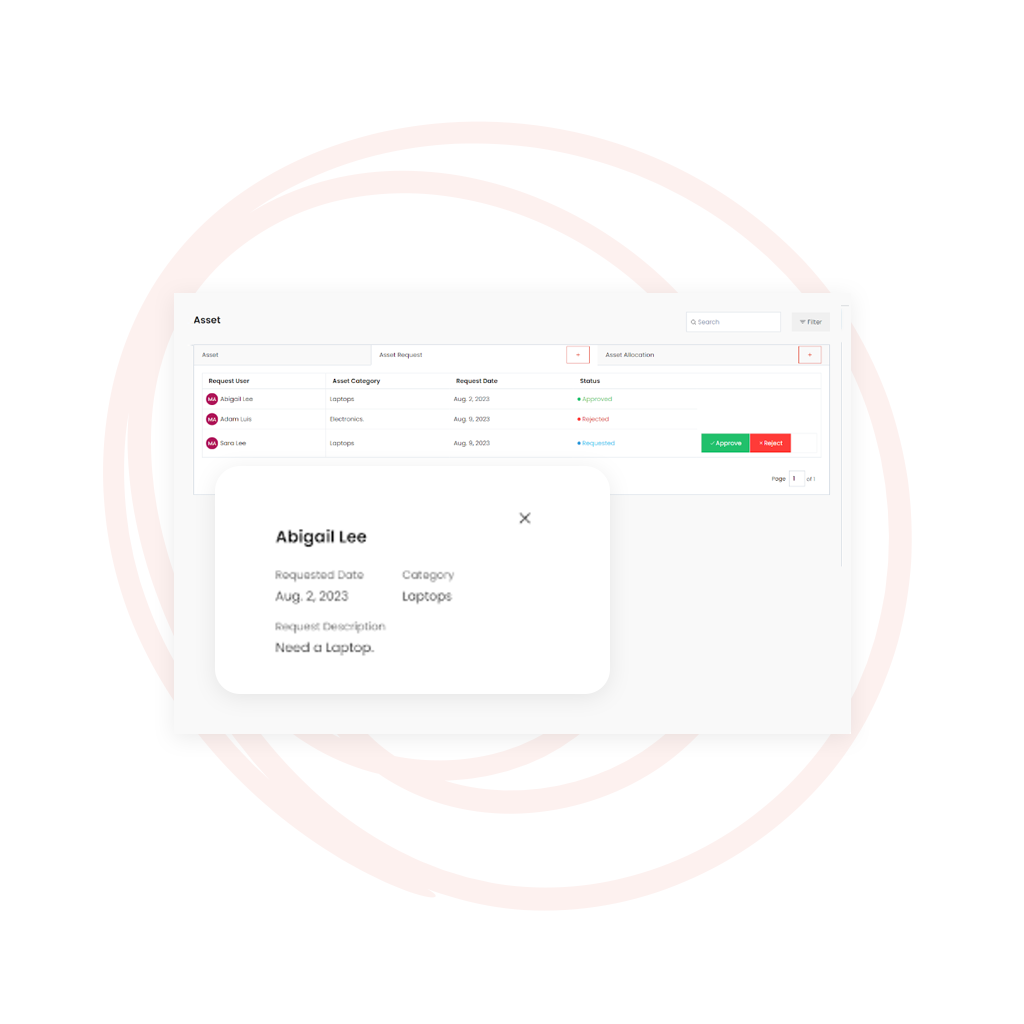 Asset
Search
Filter
Asset
Asset Request
+
Asset Allocation
+
Request User Asset Category Request Date Status
MA Abigail Lee Laptops Aug. 2, 2023 Approved
MA Adam Luis Electronics. Aug. 9, 2023 Rejected
MA Sara Lee Laptops Aug. 9, 2023 Requested Approve Reject
Page 1 of 1
Abigail Lee
Requested Date Category
Aug. 2, 2023 Laptops
Request Description
Need a Laptop.